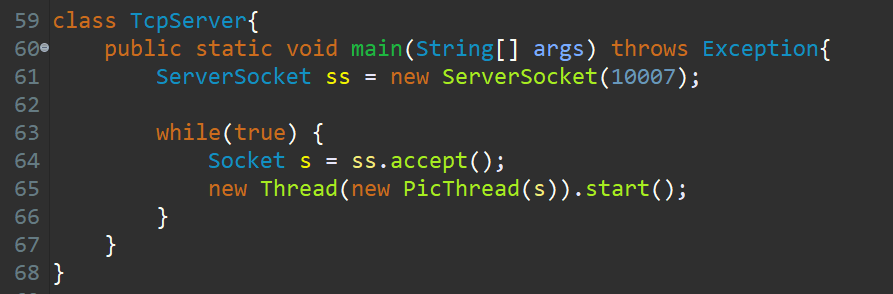 59 class TcpServer{
60 public static void main(String[] args) throws Exception{
61 ServerSocket ss = new ServerSocket(10007);
62
63 while(true) {
64 Socket s = ss.accept();
65 new Thread(new PicThread(s)).start();
66 }
67 }
68 }